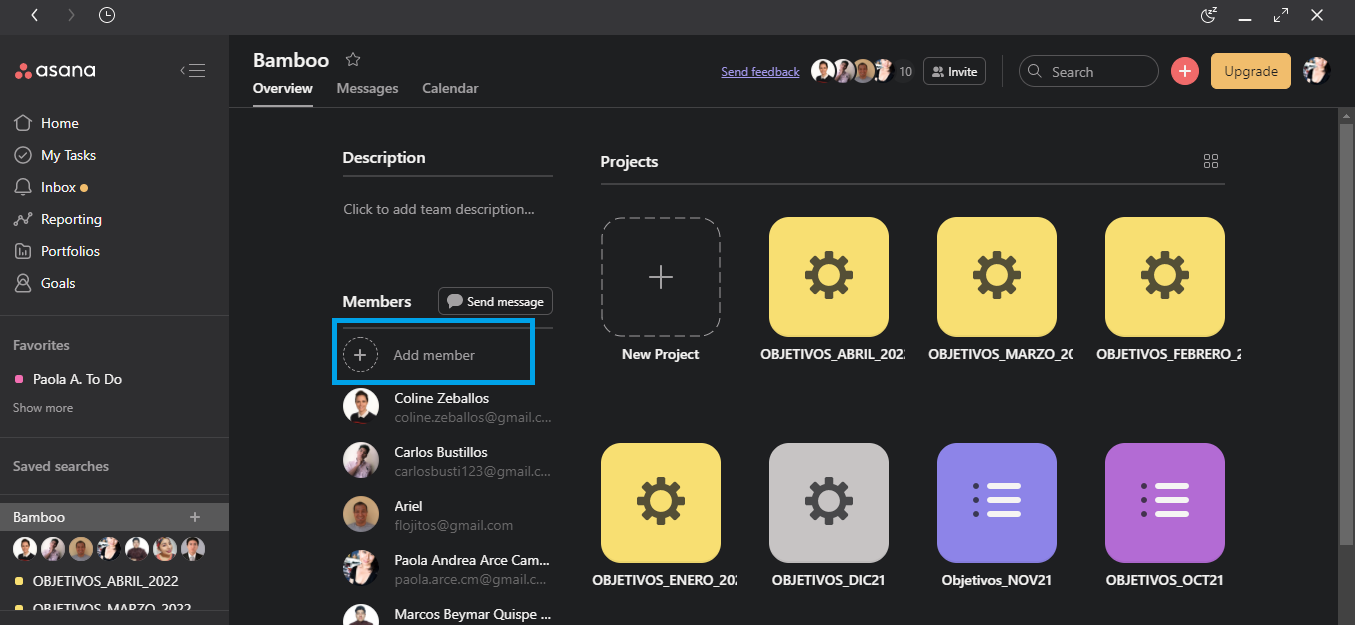 asana
Home
My Tasks
Inbox
Reporting
Portfolios
Goals
Favorites
Paola A. To Do
Show more
Saved searches
Bamboo
OBJETIVOS_ABRIL_2022
OBJETIVOS_MARZO_2022
Bamboo
Overview Messages Calendar
Send feedback 10 Invite Search Upgrade
Description
Click to add team description...
Members Send message
Add member
Coline Zeballos
coline.zeballos@gmail.c...
Carlos Bustillos
carlosbusti123@gmail.c...
Ariel
flojitos@gmail.com
Paola Andrea Arce Cam...
paola.arce.cm@gmail.c...
Marcos Beymar Quispe ...
Projects
New Project OBJETIVOS_ABRIL_202 OBJETIVOS_MARZO_20 OBJETIVOS_FEBRERO_2
OBJETIVOS_ENERO_202 OBJETIVOS_DIC21 Objetivos_NOV21 OBJETIVOS_OCT21